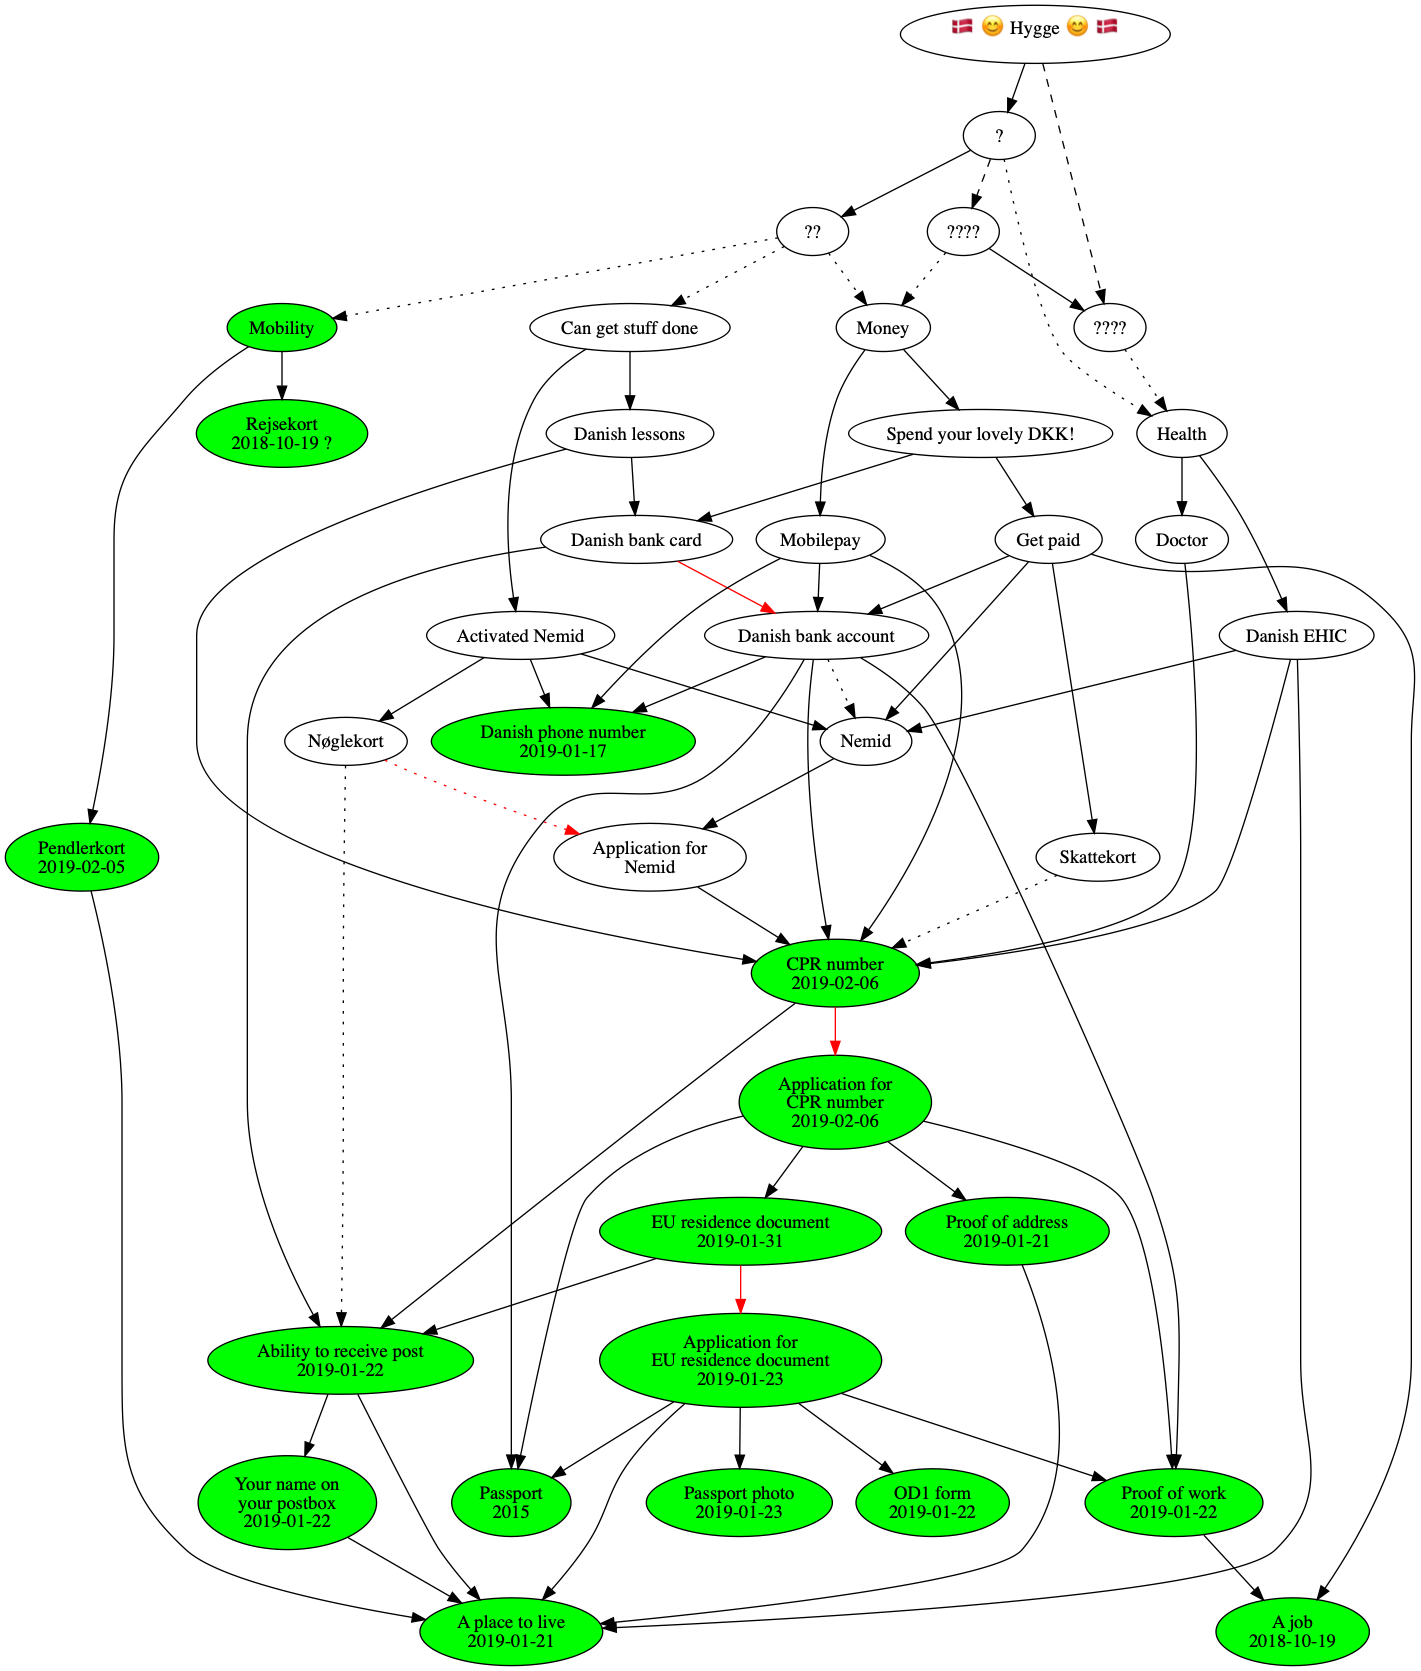 🇩🇰 😊 Hygge 😊 🇩🇰
?
??
????
Mobility
Can get stuff done
Money
????
Rejsekort
2018-10-19 ?
Danish lessons
Spend your lovely DKK!
Health
Danish bank card
Mobilepay
Get paid
Doctor
Activated Nemid
Danish bank account
Danish EHIC
Nøglekort
Danish phone number
2019-01-17
Nemid
Pendlerkort
2019-02-05
Application for
Nemid
Skattekort
CPR number
2019-02-06
Application for
CPR number
2019-02-06
EU residence document
2019-01-31
Proof of address
2019-01-21
Ability to receive post
2019-01-22
Application for
EU residence document
2019-01-23
Your name on
your postbox
2019-01-22
Passport
2015
Passport photo
2019-01-23
OD1 form
2019-01-22
Proof of work
2019-01-22
A place to live
2019-01-21
A job
2018-10-19